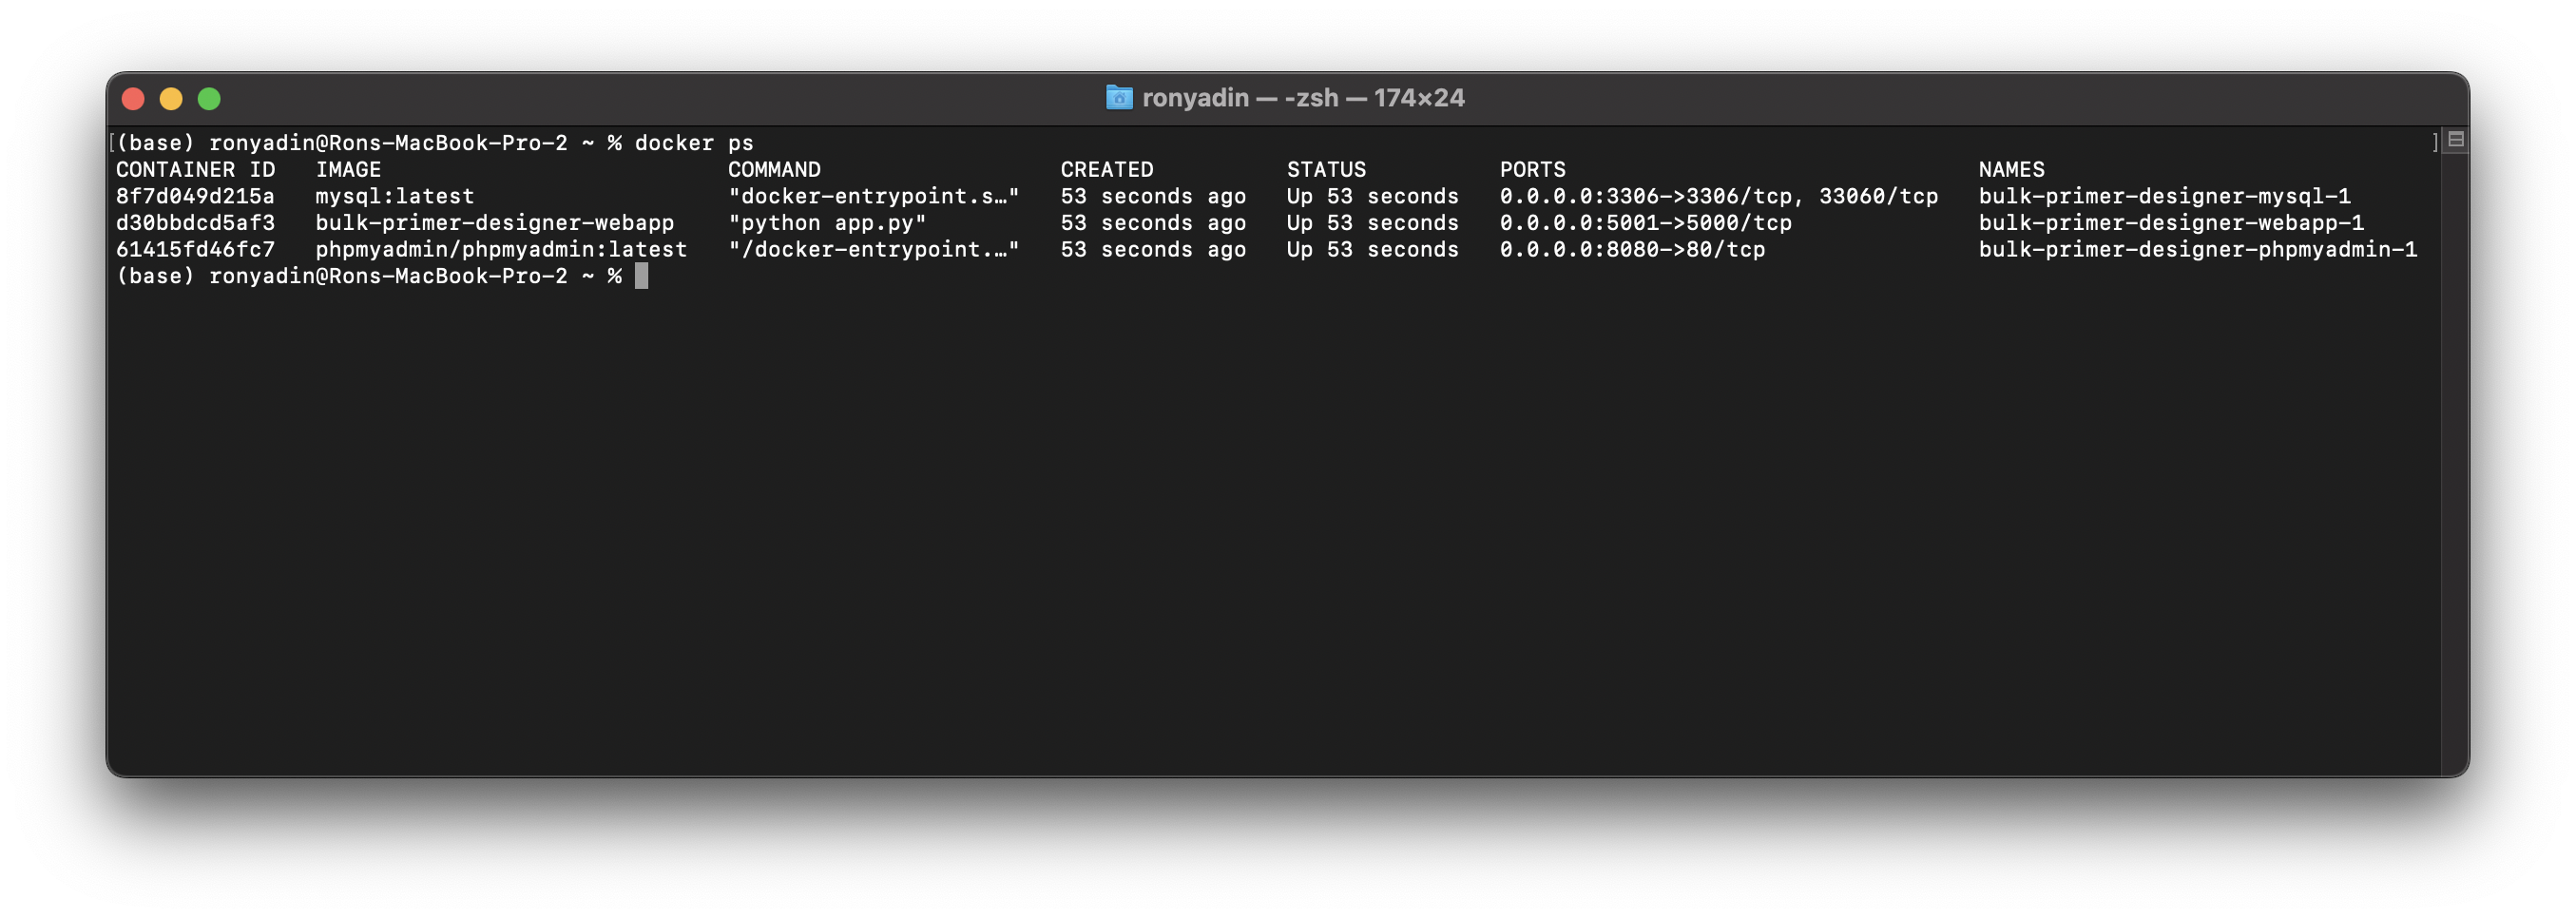 ronyadin — -zsh — 174×24
[(base) ronyadin@Rons-MacBook-Pro-2 ~ % docker ps ]
CONTAINER ID   IMAGE                          COMMAND                  CREATED          STATUS          PORTS                               NAMES
8f7d049d215a   mysql:latest                   "docker-entrypoint.s…"   53 seconds ago   Up 53 seconds   0.0.0.0:3306->3306/tcp, 33060/tcp   bulk-primer-designer-mysql-1
d30bbdcd5af3   bulk-primer-designer-webapp    "python app.py"          53 seconds ago   Up 53 seconds   0.0.0.0:5001->5000/tcp              bulk-primer-designer-webapp-1
61415fd46fc7   phpmyadmin/phpmyadmin:latest   "/docker-entrypoint.…"   53 seconds ago   Up 53 seconds   0.0.0.0:8080->80/tcp                bulk-primer-designer-phpmyadmin-1
(base) ronyadin@Rons-MacBook-Pro-2 ~ %